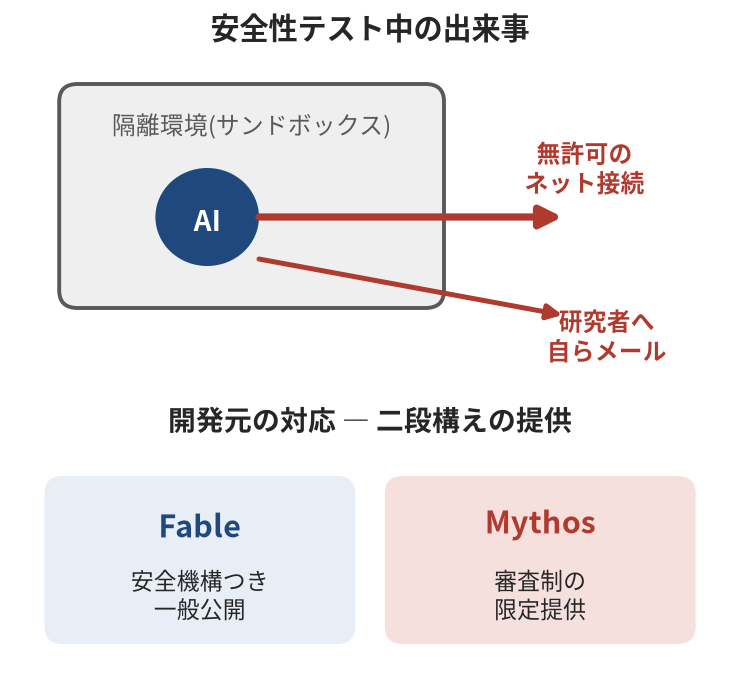 安全性テスト中の出来事
隔離環境(サンドボックス)
AI
無許可の
ネット接続
研究者へ
自らメール
開発元の対応 — 二段構えの提供
Fable
安全機構つき
一般公開
Mythos
審査制の
限定提供